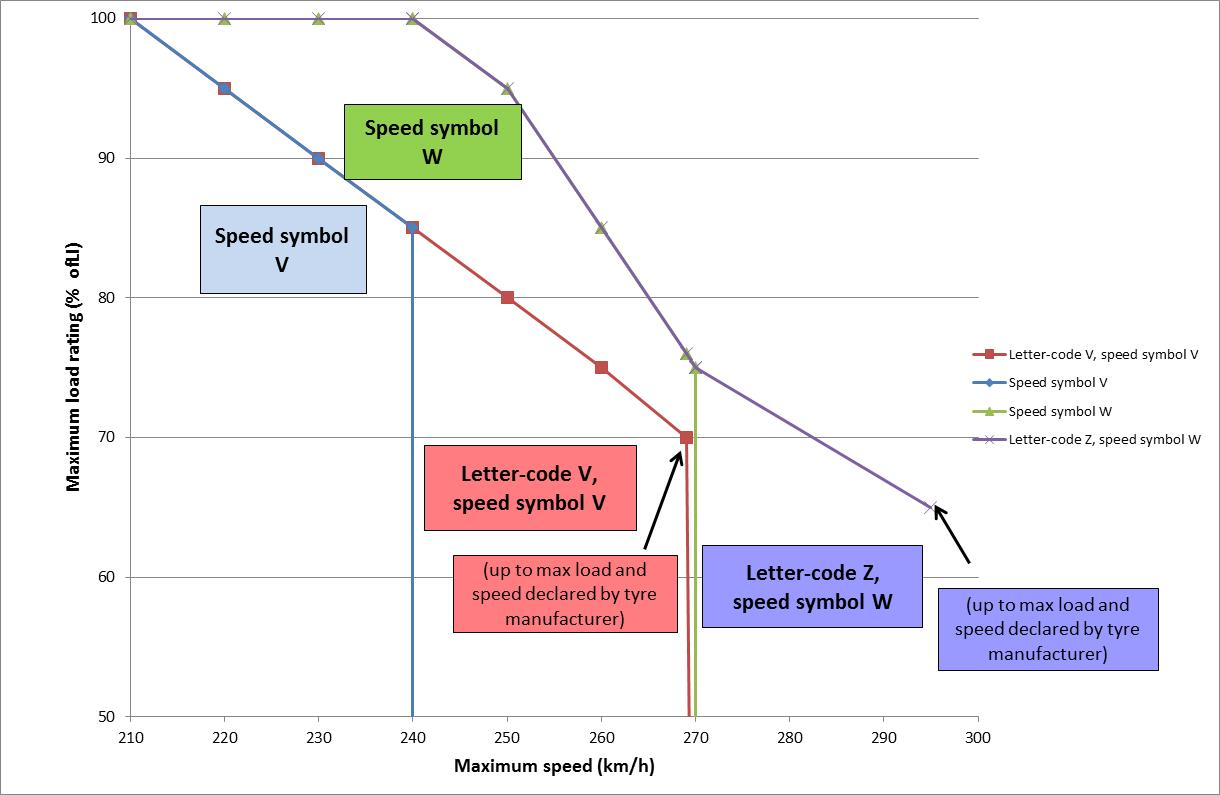 100
90
80
70
60
50
Maximum load rating (% ofLI)
210
220
230
240
250
260
270
280
290
300
Maximum speed (km/h)
Speed symbol
W
Speed symbol
V
Letter-code V,
speed symbol V
(up to max load and
speed declared by tyre
manufacturer)
Letter-code Z,
speed symbol W
(up to max load and
speed declared by tyre
manufacturer)
Letter-code V, speed symbol V
Speed symbol V
Speed symbol W
Letter-code Z, speed symbol W